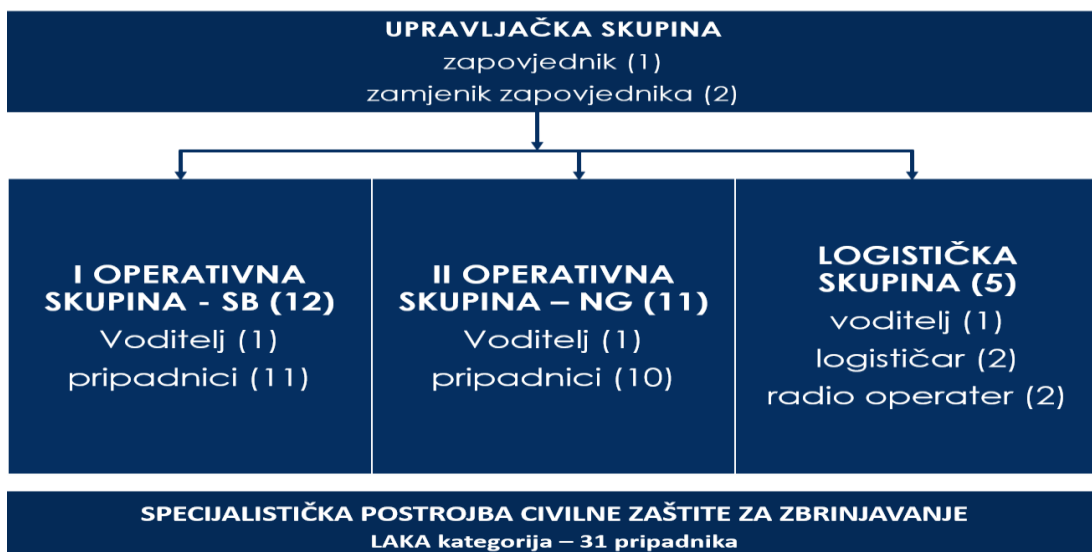 UPRAVLJAČKA SKUPINA
zapovjednik (1)
zamjenik zapovjednika (2)
I OPERATIVNA
SKUPINA - SB (12)
Voditelj (1)
pripadnici (11)
II OPERATIVNA
SKUPINA – NG (11)
Voditelj (1)
pripadnici (10)
LOGISTIČKA
SKUPINA (5)
voditelj (1)
logističar (2)
radio operater (2)
SPECIJALISTIČKA POSTROJBA CIVILNE ZAŠTITE ZA ZBRINJAVANJE
LAKA kategorija – 31 pripadnika